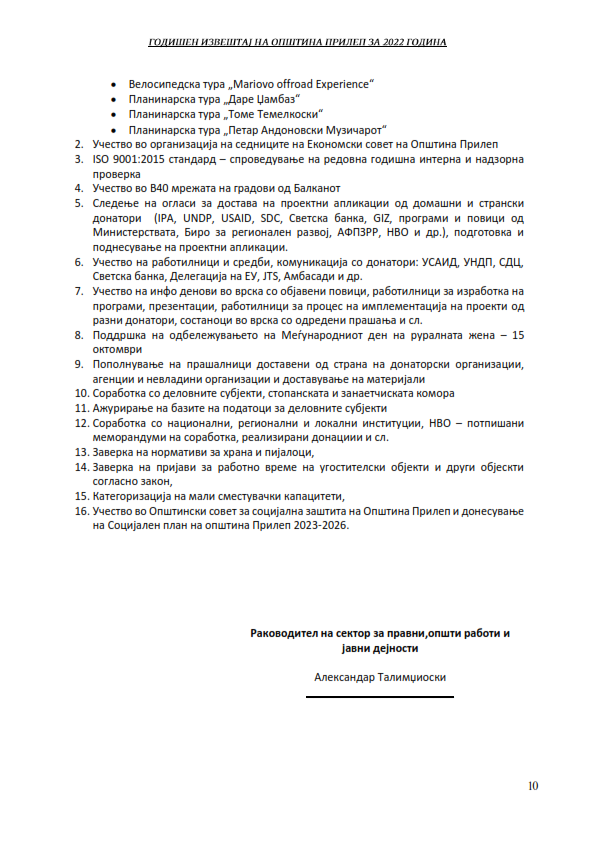 ГОДИШЕН ИЗВЕШТАЈ НА ОПШТИНА ПРИЛЕП ЗА 2022 ГОДИНА
• Велосипедска тура „Mariovo offroad Experience“
• Планинарска тура „Даре Џамбаз“
• Планинарска тура „Томе Темелкоски“
• Планинарска тура „Петар Андоновски Музичарот“
2. Учество во организација на седниците на Економски совет на Општина Прилеп
3. ISO 9001:2015 стандард – спроведување на редовна годишна интерна и надзорна
проверка
4. Учество во B40 мрежата на градови од Балканот
5. Следење на огласи за достава на проектни апликации од домашни и странски
донатори (IPA, UNDP, USAID, SDC, Светска банка, GIZ, програми и повици од
Министерствата, Биро за регионален развој, АФПЗРР, НВО и др.), подготовка и
поднесување на проектни апликации.
6. Учество на работилници и средби, комуникација со донатори: УСАИД, УНДП, СДЦ,
Светска банка, Делегација на ЕУ, JTS, Амбасади и др.
7. Учество на инфо денови во врска со објавени повици, работилници за изработка на
програми, презентации, работилници за процес на имплементација на проекти од
разни донатори, состаноци во врска со одредени прашања и сл.
8. Поддршка на одбележувањето на Меѓународниот ден на руралната жена – 15
октомври
9. Пополнување на прашалници доставени од страна на донаторски организации,
агенции и невладини организации и доставување на материјали
10. Соработка со деловните субјекти, стопанската и занаетчиската комора
11. Ажурирање на базите на податоци за деловните субјекти
12. Соработка со национални, регионални и локални институции, НВО – потпишани
меморандуми на соработка, реализирани донациии и сл.
13. Заверка на нормативи за храна и пијалоци,
14. Заверка на пријави за работно време на угостителски објекти и други објески
согласно закон,
15. Категоризација на мали сместувачки капацитети,
16. Учество во Општински совет за социјална заштита на Општина Прилеп и донесување
на Социјален план на општина Прилеп 2023-2026.
Раководител на сектор за правни,општи работи и
јавни дејности
Александар Талимџиоски
10